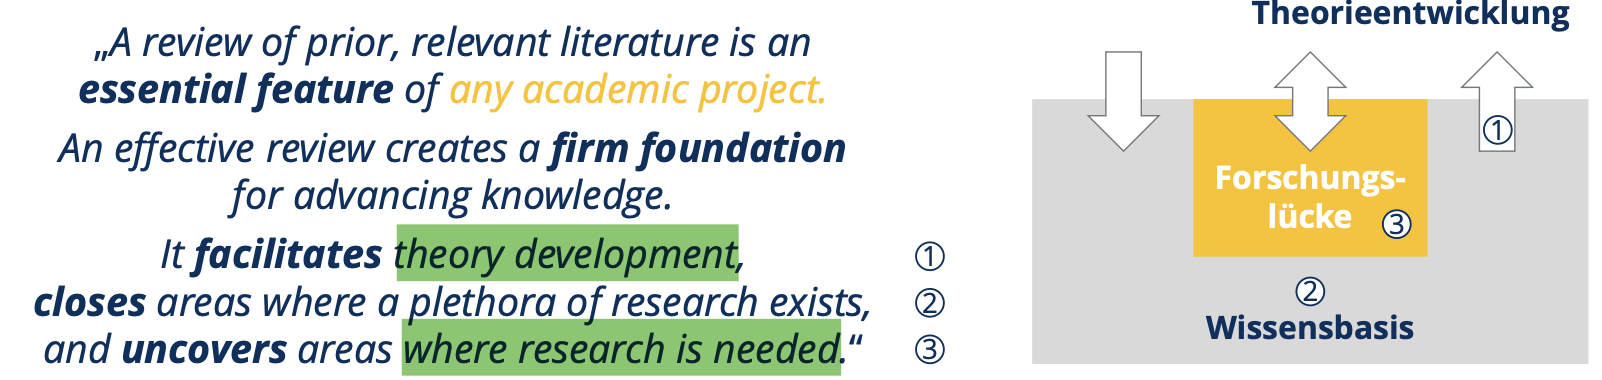 „A review of prior, relevant literature is an
essential feature of any academic project.
An effective review creates a firm foundation
for advancing knowledge.
It facilitates theory development, ①
closes areas where a plethora of research exists, ②
and uncovers areas where research is needed.“ ③
Theorieentwicklung
①
Forschungs-
lücke ③
②
Wissensbasis